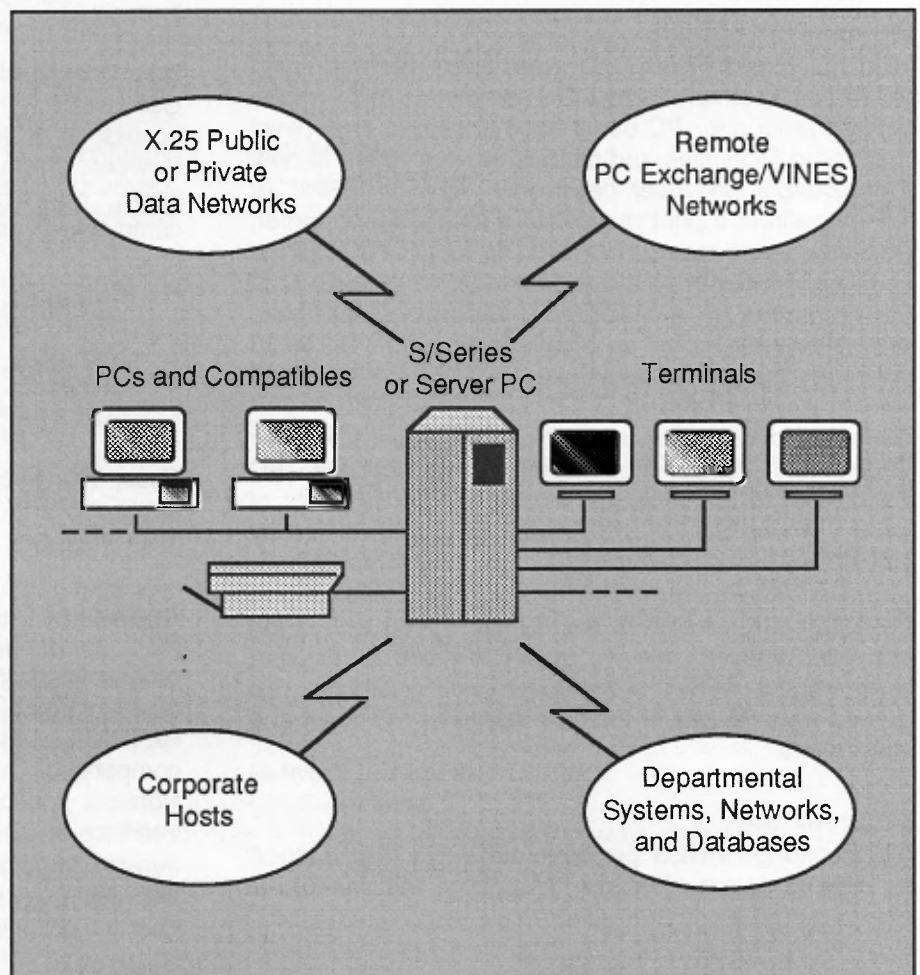 X.25 Public
or Private
Data Networks
Remote
PC Exchange/VINES
Networks
S/Series
or Server PC
PCs and Compatibles
Terminals
Corporate
Hosts
Departmental
Systems, Networks,
and Databases